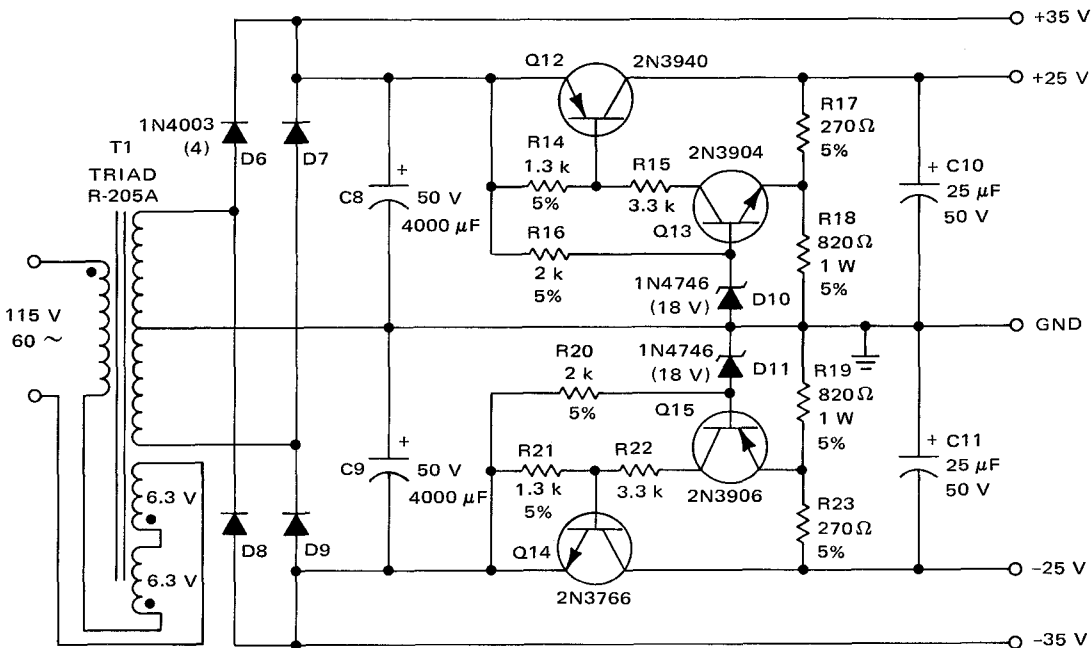 +35 V
Q12
2N3940
+25 V
1N4003
(4)
D6
D7
T1
TRIAD
R-205A
R14
1.3 k
5%
R15
3.3 k
2N3904
Q13
R17
270Ω
5%
+
C8
50 V
4000 μF
R16
2 k
5%
R18
820Ω
1 W
5%
+ C10
25 μF
50 V
1N4746
(18 V)
D10
115 V
60 ~
GND
1N4746
(18 V)
D11
R20
2 k
5%
Q15
R19
820Ω
1 W
5%
+
C9
50 V
4000 μF
R21
1.3 k
5%
R22
3.3 k
2N3906
+ C11
25 μF
50 V
6.3 V
6.3 V
D8
D9
Q14
2N3766
R23
270Ω
5%
−25 V
−35 V